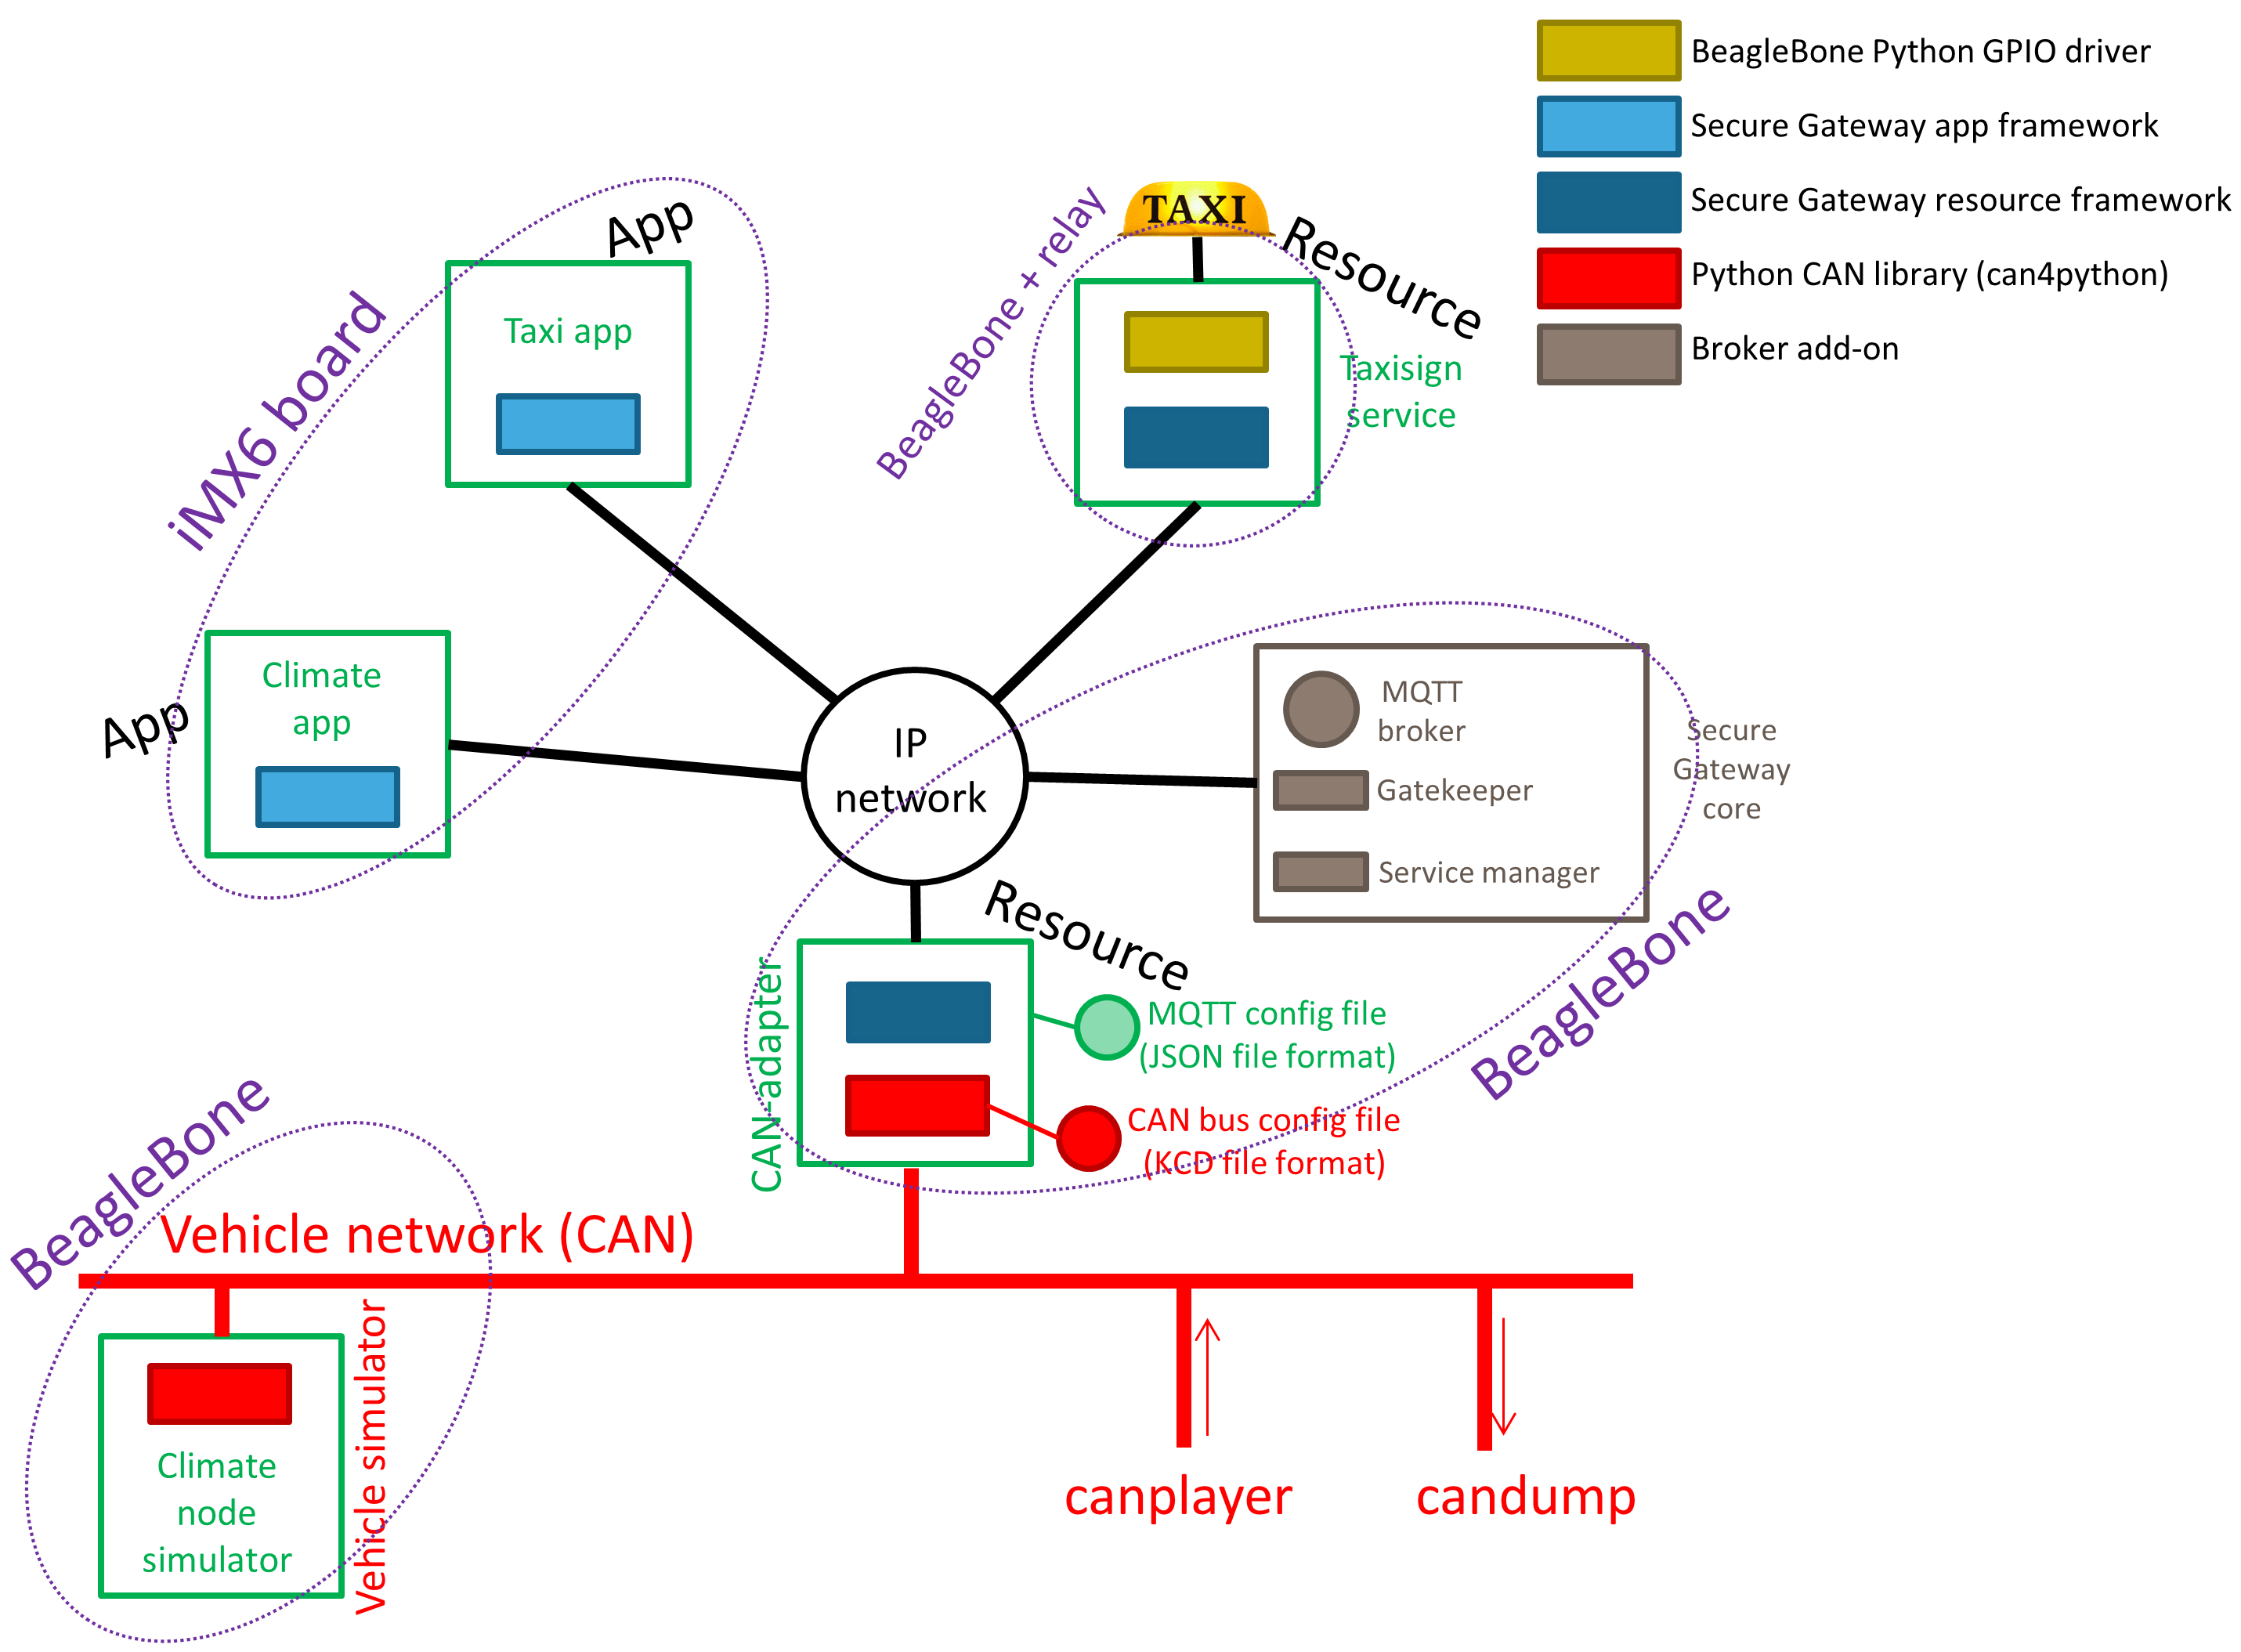 BeagleBone Python GPIO driver
Secure Gateway app framework
Secure Gateway resource framework
Python CAN library (can4python)
Broker add-on
iMX6 board
App
Taxi app
BeagleBone + relay
TAXI
Resource
Taxisign
service
App
Climate
app
IP
network
MQTT
broker
Gatekeeper
Service manager
Secure
Gateway
core
BeagleBone
Resource
CAN-adapter
MQTT config file
(JSON file format)
CAN bus config file
(KCD file format)
BeagleBone
Vehicle network (CAN)
Vehicle simulator
Climate
node
simulator
canplayer
candump